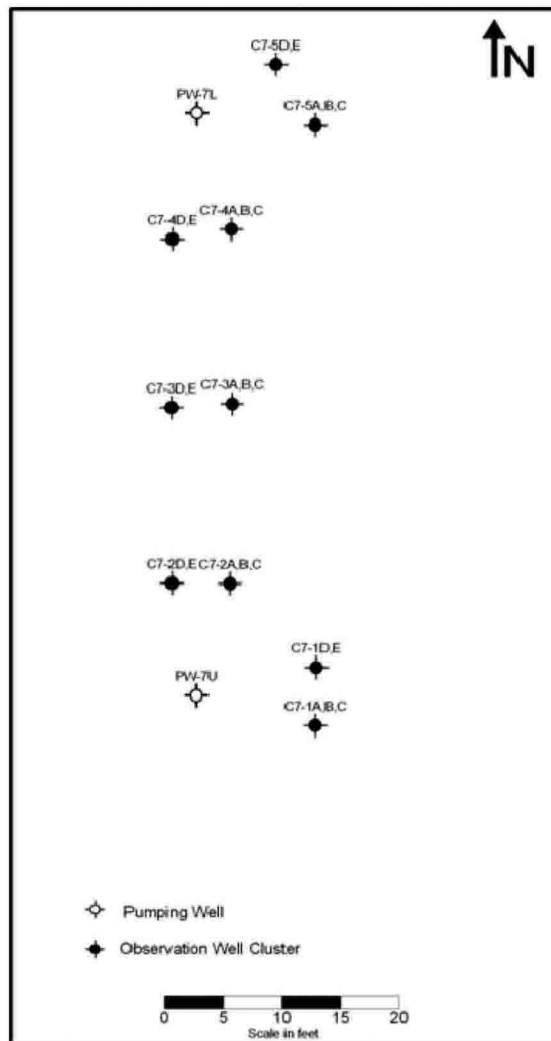 C7-5D,E
N
PW-7L
C7-5A,B,C
C7-4D,E C7-4A,B,C
C7-3D,E C7-3A,B,C
C7-2D,E C7-2A,B,C
C7-1D,E
PW-7U
C7-1A,B,C
Pumping Well
Observation Well Cluster
0 5 10 15 20
Scale in feet